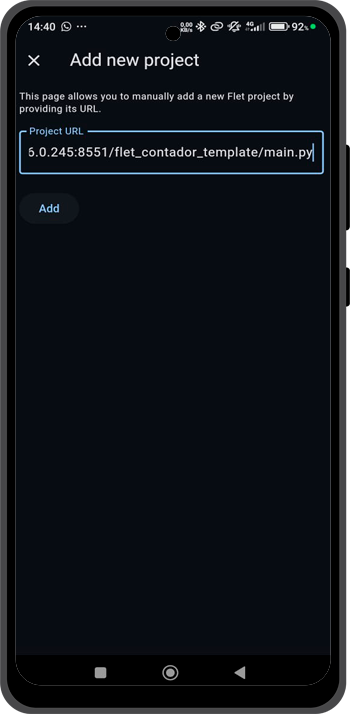 14:40 ... 0,00 KB/s 4G 92%
Add new project
This page allows you to manually add a new Flet project by
providing its URL.
Project URL
6.0.245:8551/flet_contador_template/main.py
Add